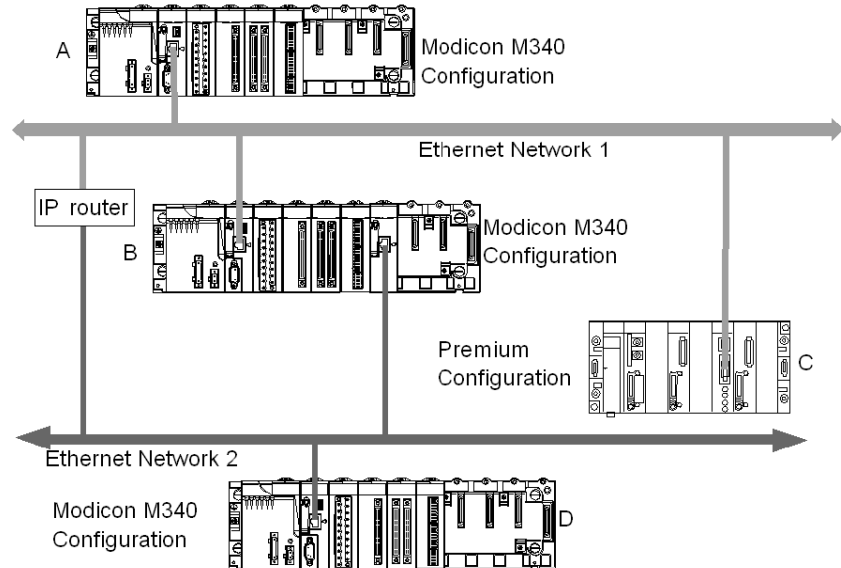 A
Modicon M340
Configuration
Ethernet Network 1
IP router
B
Modicon M340
Configuration
Premium
Configuration
C
Ethernet Network 2
Modicon M340
Configuration
D